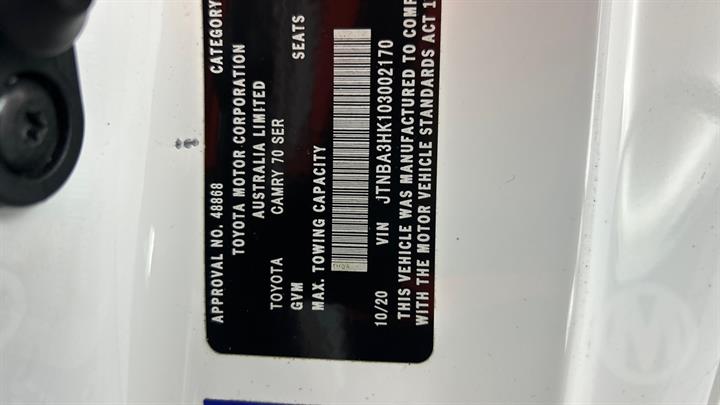 APPROVAL NO. 48868 CATEGORY
TOYOTA MOTOR CORPORATION
AUSTRALIA LIMITED
TOYOTA CAMRY 70 SER
GVM SEATS
MAX. TOWING CAPACITY
10/20 VIN JTNBA3HK103002170
THIS VEHICLE WAS MANUFACTURED TO COMP
WITH THE MOTOR VEHICLE STANDARDS ACT 1
M